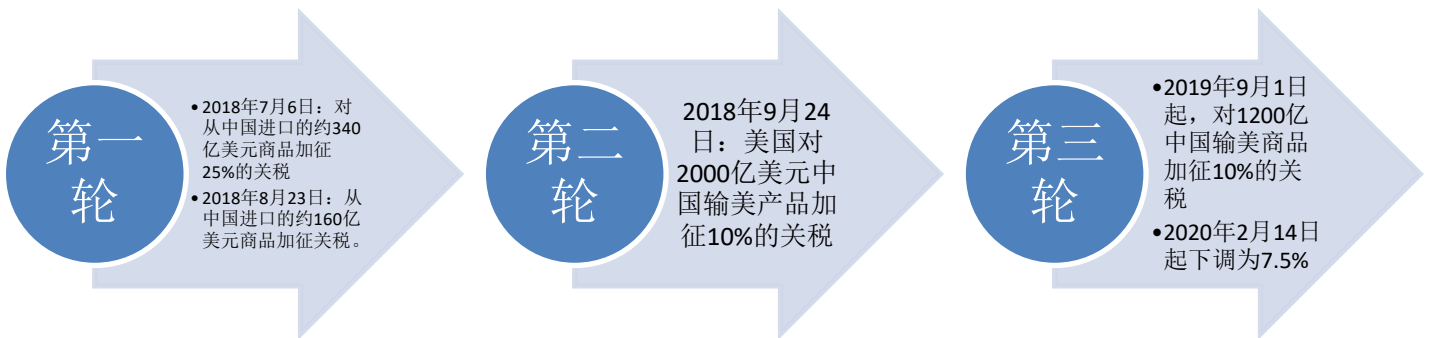 第一
轮
•2018年7月6日：对
从中国进口的约340
亿美元商品加征
25%的关税
•2018年8月23日：从
中国进口的约160亿
美元商品加征关税。
第二
轮
2018年9月24
日：美国对
2000亿美元中
国输美产品加
征10%的关税
第三
轮
•2019年9月1日
起，对1200亿
中国输美商品
加征10%的关
税
•2020年2月14日
起下调为7.5%